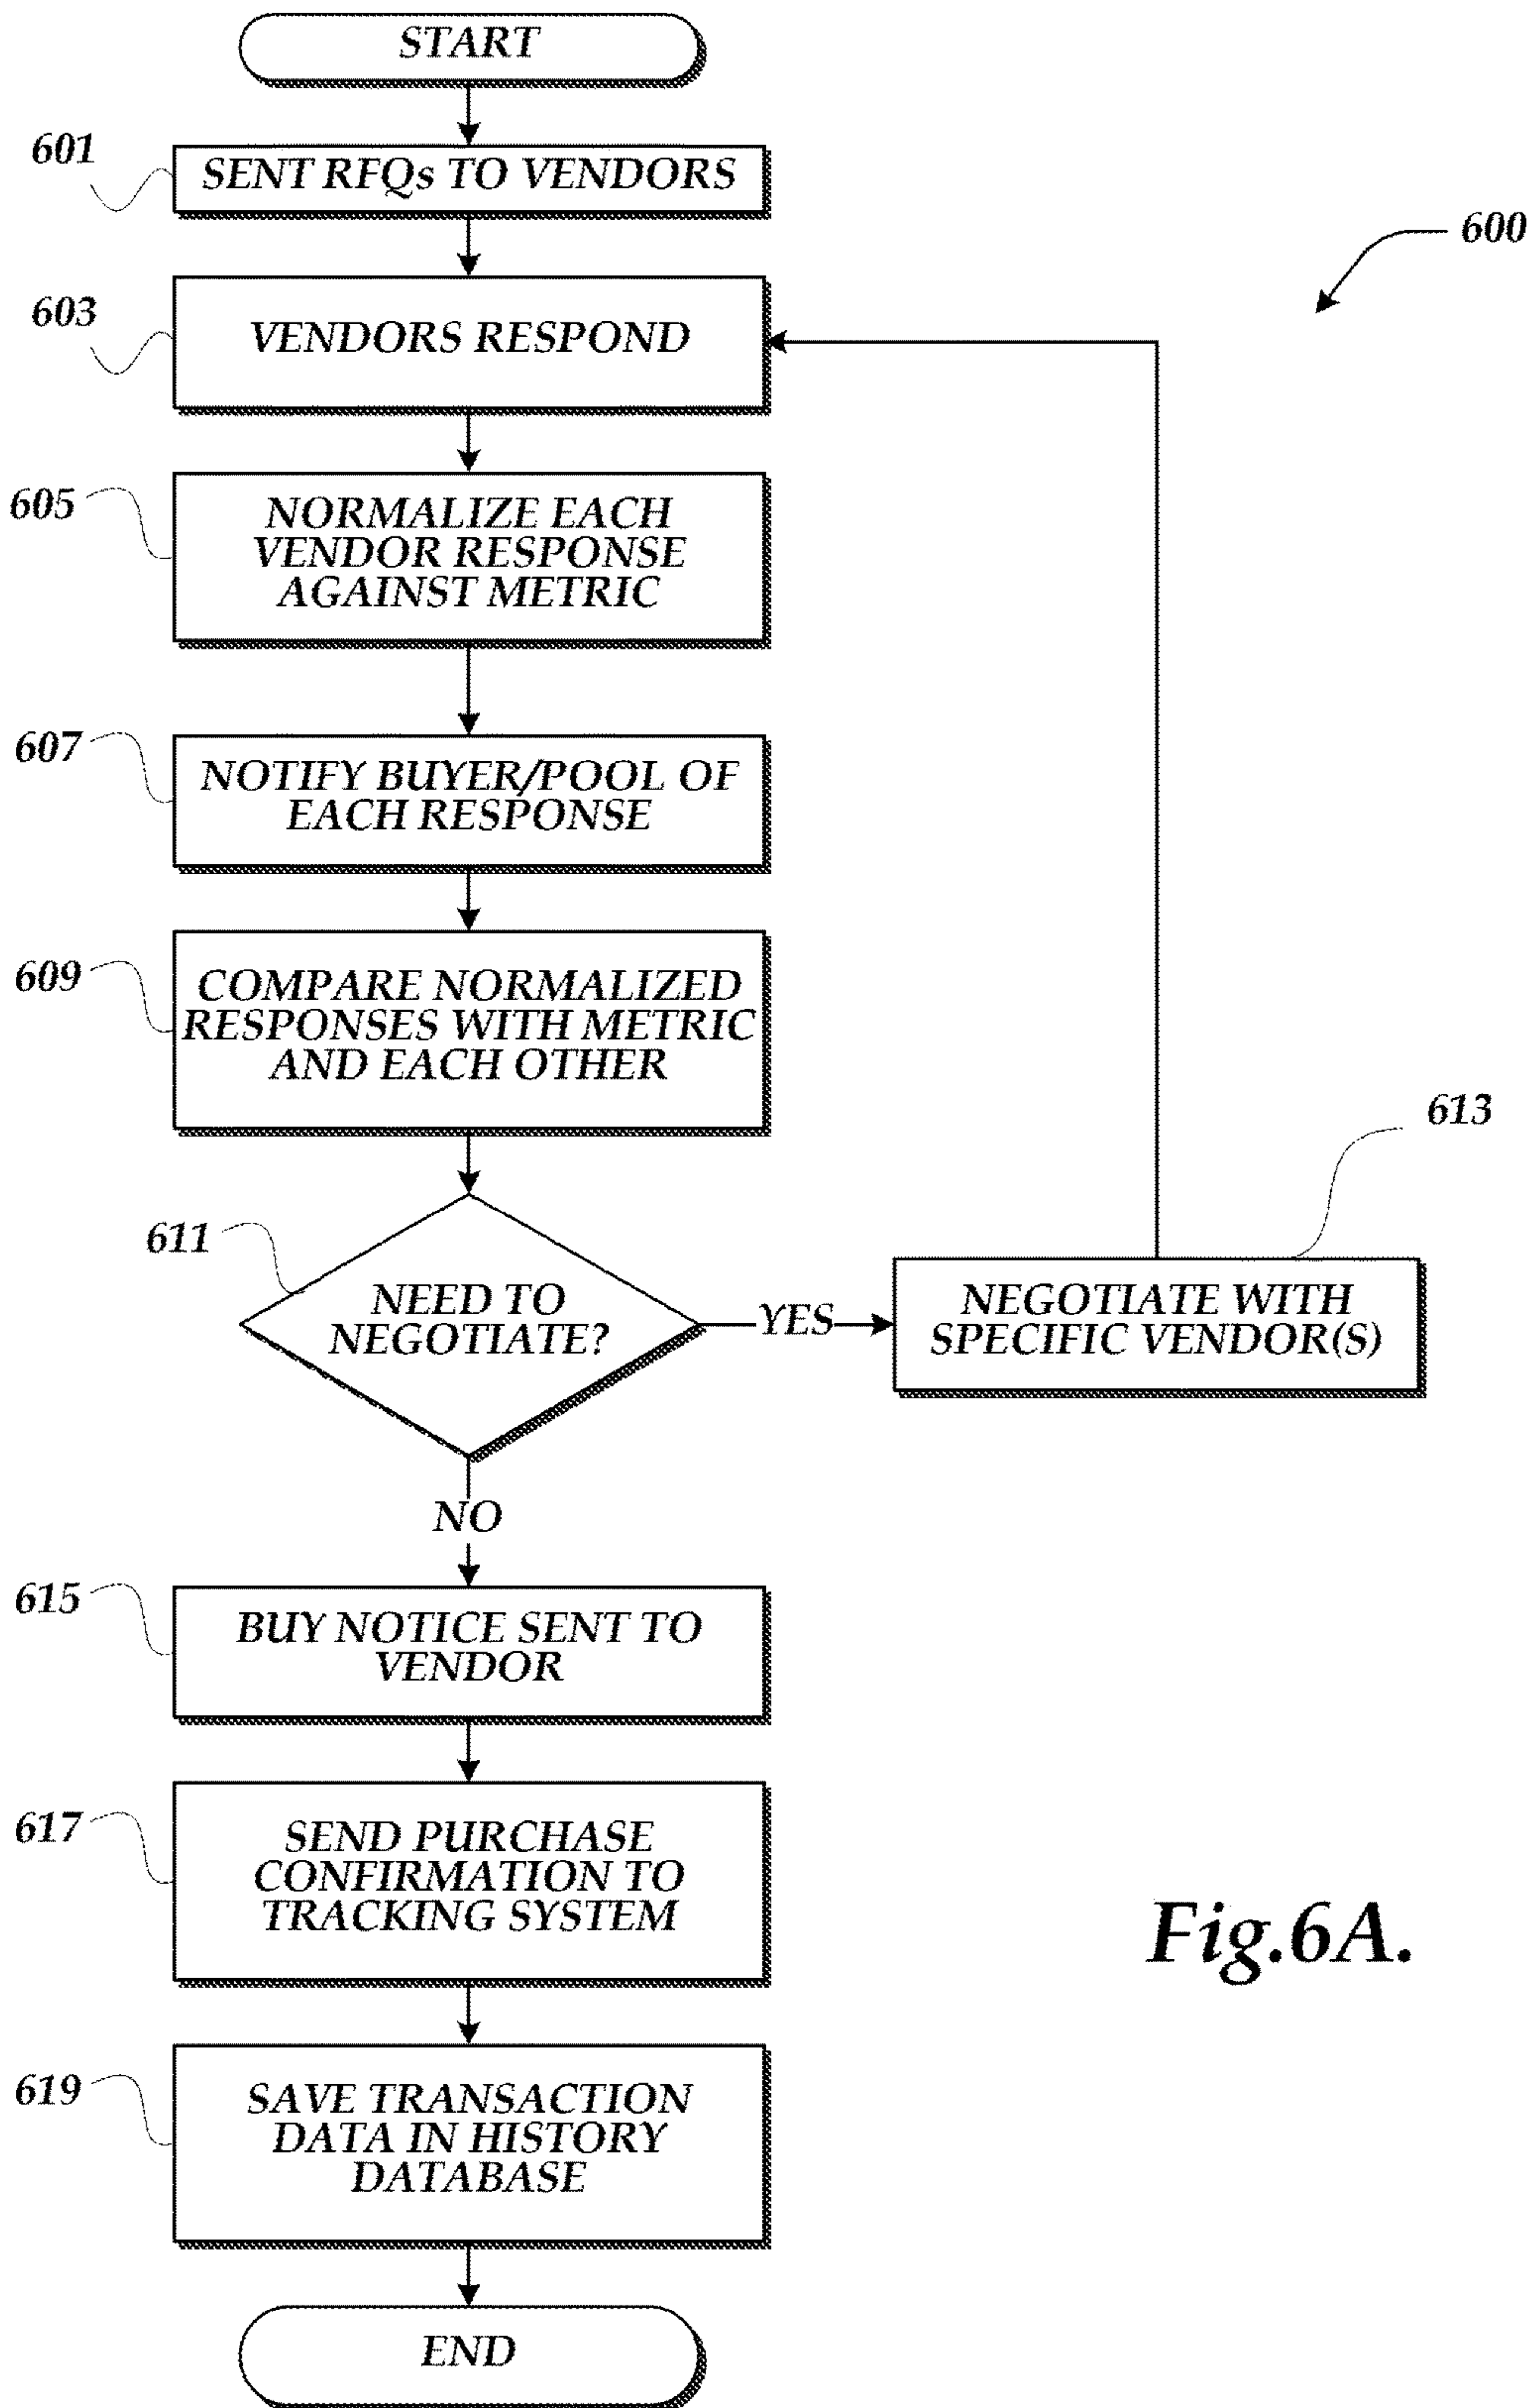 START
601
SENT RFQs TO VENDORS
600
603
VENDORS RESPOND
605
NORMALIZE EACH
VENDOR RESPONSE
AGAINST METRIC
607
NOTIFY BUYER/POOL OF
EACH RESPONSE
609
COMPARE NORMALIZED
RESPONSES WITH METRIC
AND EACH OTHER
613
611
NEED TO
NEGOTIATE?
YES
NEGOTIATE WITH
SPECIFIC VENDOR(S)
NO
615
BUY NOTICE SENT TO
VENDOR
617
SEND PURCHASE
CONFIRMATION TO
TRACKING SYSTEM
Fig.6A.
619
SAVE TRANSACTION
DATA IN HISTORY
DATABASE
END